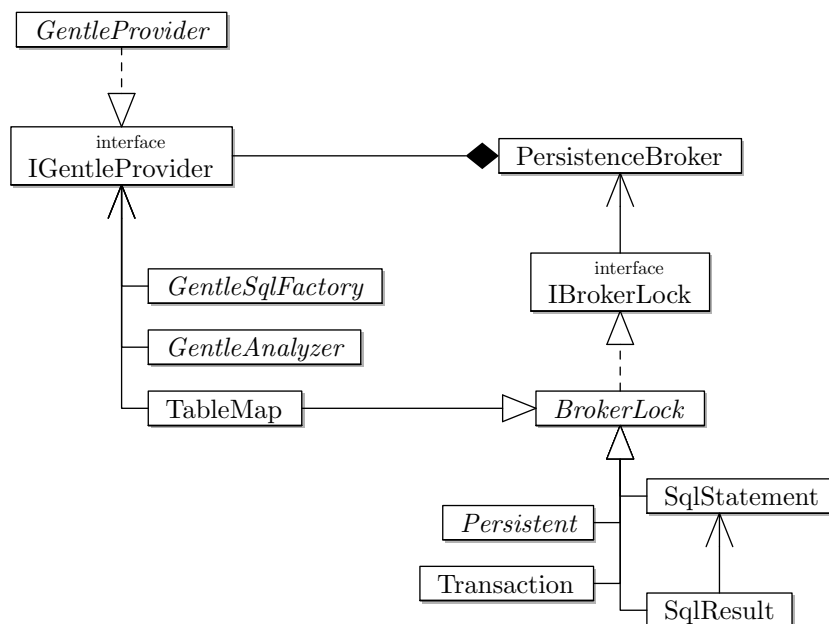 GentleProvider
interface
IGentleProvider
PersistenceBroker
interface
IBrokerLock
GentleSqlFactory
GentleAnalyzer
TableMap
BrokerLock
SqlStatement
Persistent
Transaction
SqlResult